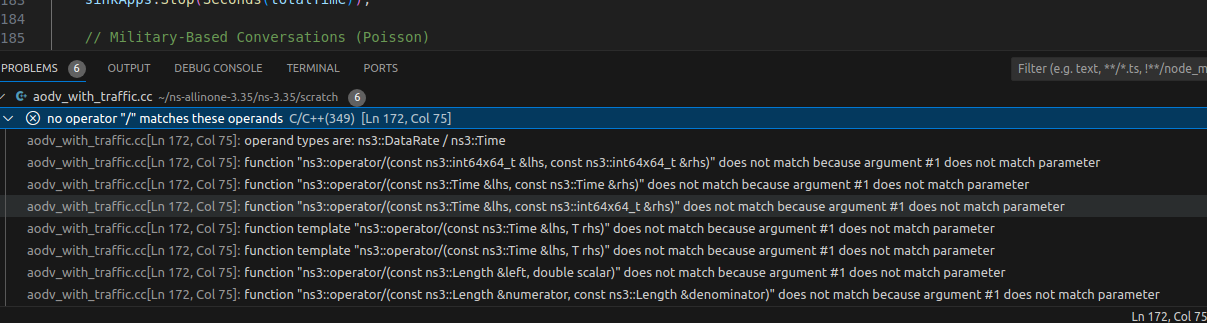 183 sinkApps.Stop(Seconds(totalTime));
184
185 // Military-Based Conversations (Poisson)
PROBLEMS 6 OUTPUT DEBUG CONSOLE TERMINAL PORTS Filter (e.g. text, **/*.ts, !**/node_m
aodv_with_traffic.cc ~/ns-allinone-3.35/ns-3.35/scratch 6
no operator "/" matches these operands C/C++(349) [Ln 172, Col 75]
aodv_with_traffic.cc[Ln 172, Col 75]: operand types are: ns3::DataRate / ns3::Time
aodv_with_traffic.cc[Ln 172, Col 75]: function "ns3::operator/(const ns3::int64x64_t &lhs, const ns3::int64x64_t &rhs)" does not match because argument #1 does not match parameter
aodv_with_traffic.cc[Ln 172, Col 75]: function "ns3::operator/(const ns3::Time &lhs, const ns3::Time &rhs)" does not match because argument #1 does not match parameter
aodv_with_traffic.cc[Ln 172, Col 75]: function "ns3::operator/(const ns3::Time &lhs, const ns3::int64x64_t &rhs)" does not match because argument #1 does not match parameter
aodv_with_traffic.cc[Ln 172, Col 75]: function template "ns3::operator/(const ns3::Time &lhs, T rhs)" does not match because argument #1 does not match parameter
aodv_with_traffic.cc[Ln 172, Col 75]: function template "ns3::operator/(const ns3::Time &lhs, T rhs)" does not match because argument #1 does not match parameter
aodv_with_traffic.cc[Ln 172, Col 75]: function "ns3::operator/(const ns3::Length &left, double scalar)" does not match because argument #1 does not match parameter
aodv_with_traffic.cc[Ln 172, Col 75]: function "ns3::operator/(const ns3::Length &numerator, const ns3::Length &denominator)" does not match because argument #1 does not match parameter
Ln 172, Col 75